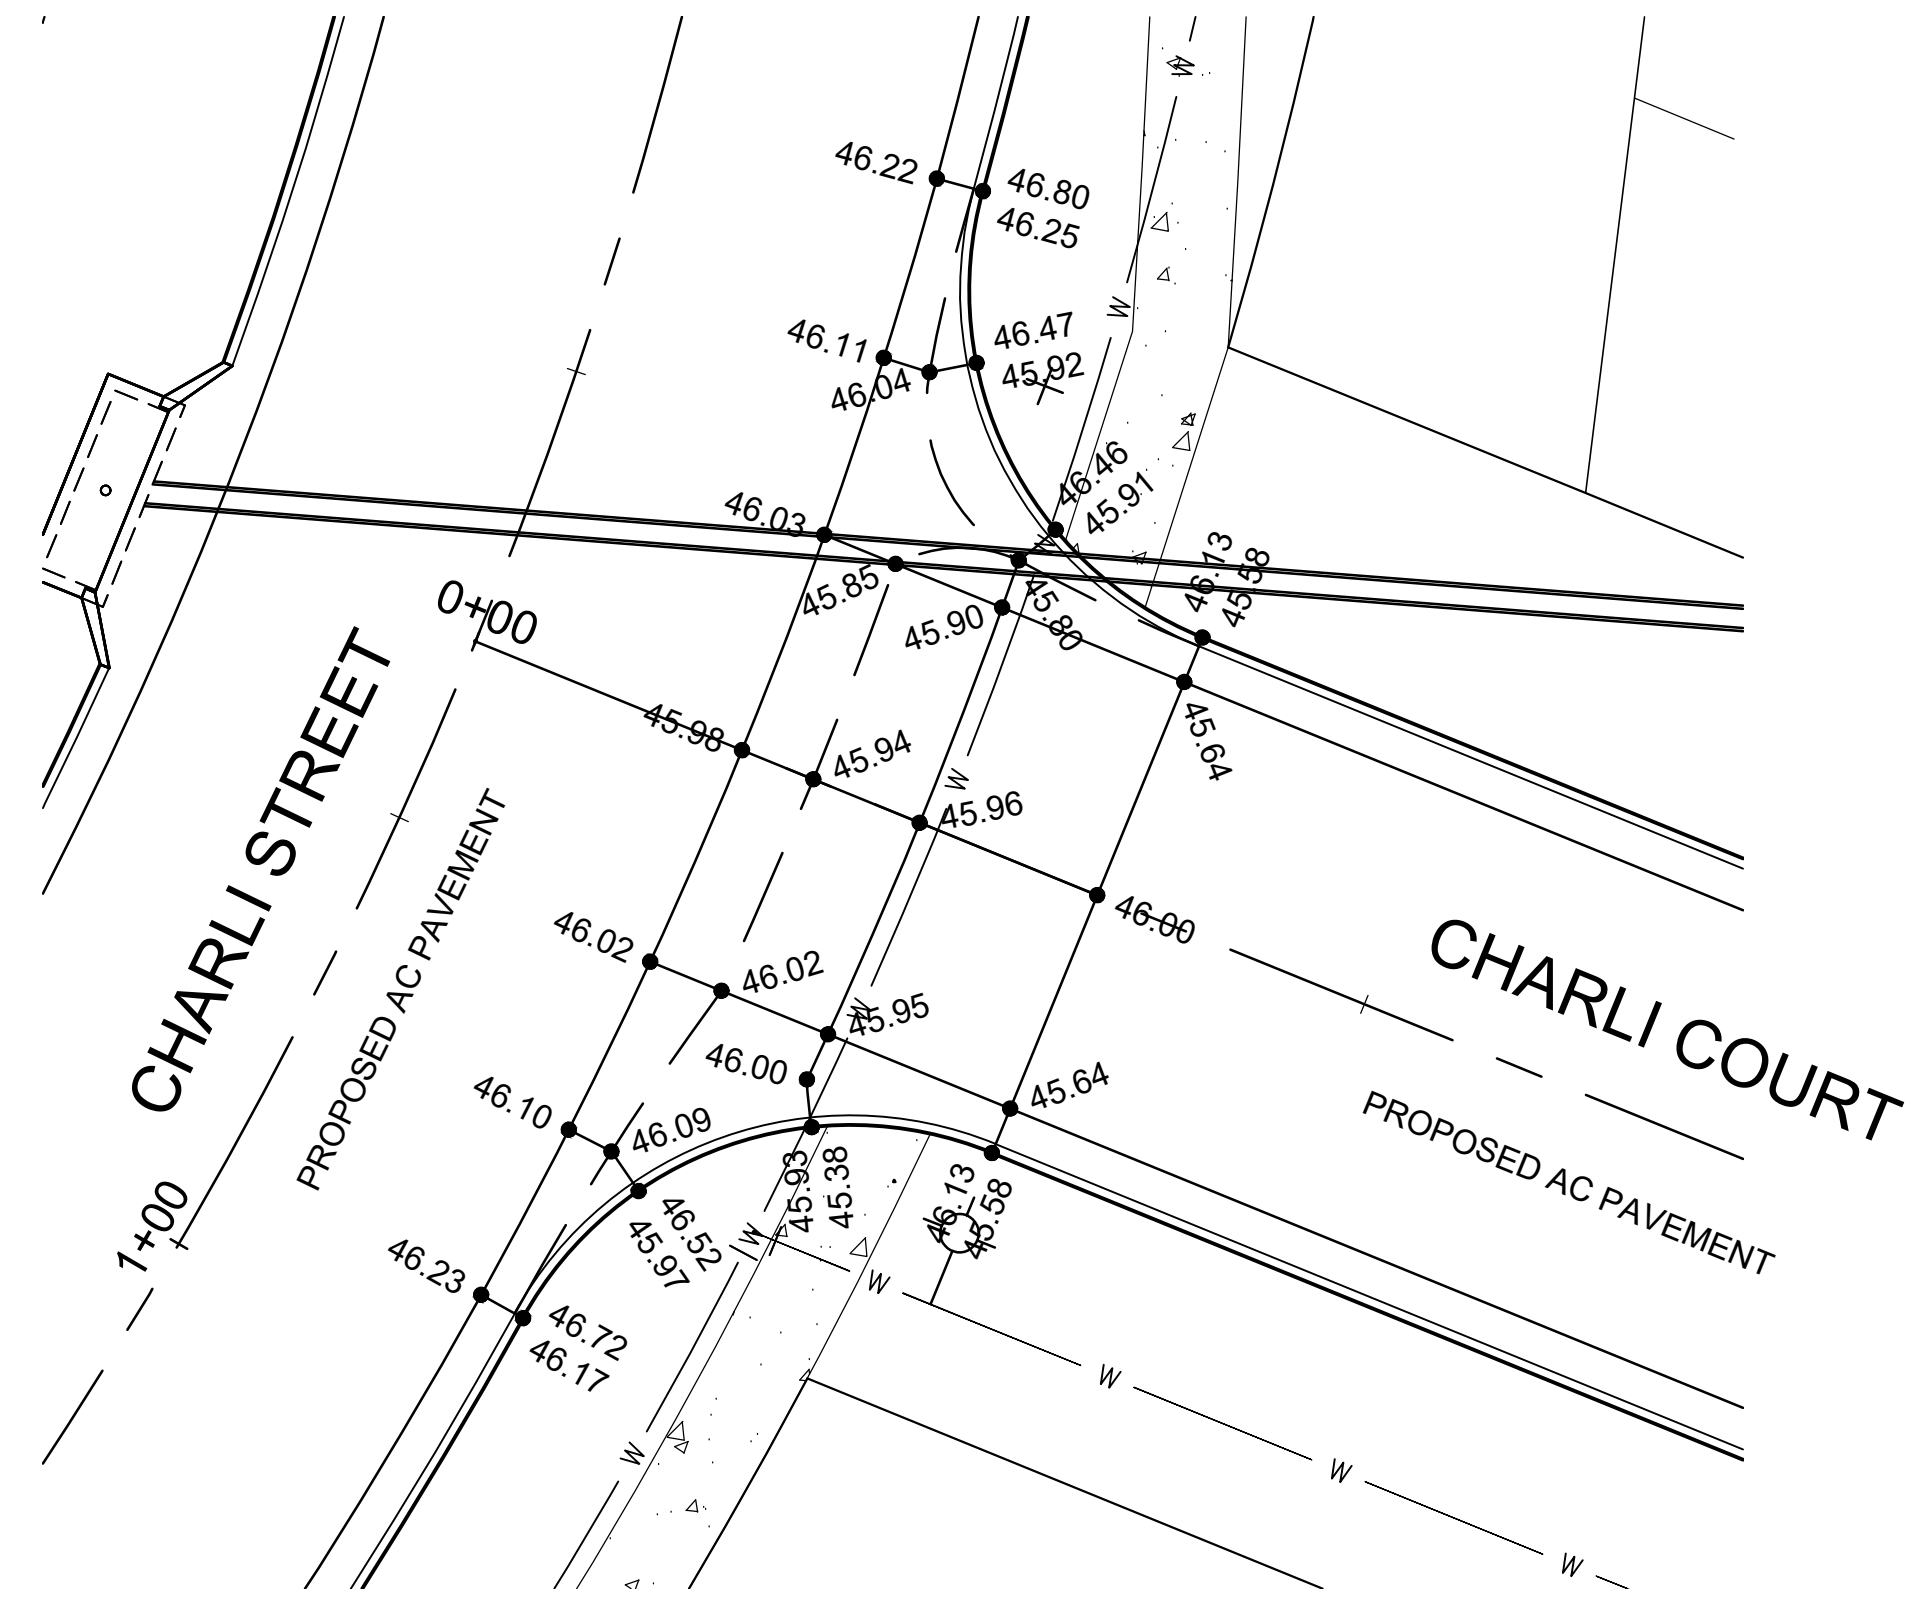 W
46.22
46.80
46.25
W
46.11
46.47
46.04
45.92
46.46
45.91
46.03
W
46.13
45.58
45.85
45.80
0+00
45.90
CHARLI STREET
45.98
45.94
45.64
W
45.96
PROPOSED AC PAVEMENT
46.00
CHARLI COURT
46.02
46.02
W
45.95
46.00
46.10
45.64
46.09
PROPOSED AC PAVEMENT
45.93
45.38
46.13
45.58
1+00
46.52
45.97
W
46.23
W
46.72
46.17
W
W
W
W